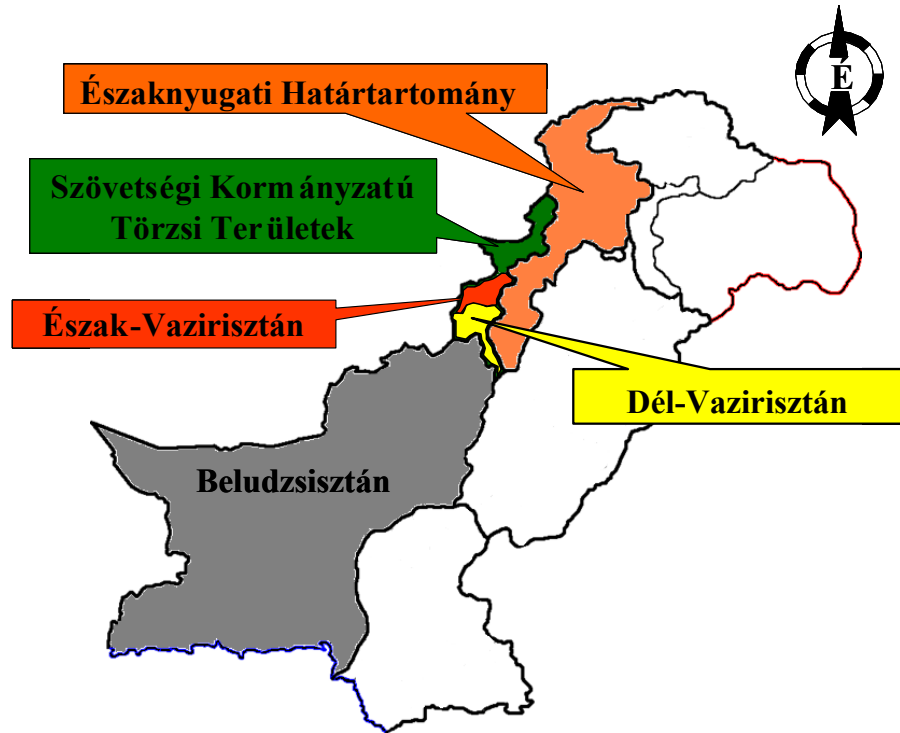 É
Északnyugati Határtartomány
Szövetségi Kormányzatú
Törzsi Területek
Észak-Vazirisztán
Dél-Vazirisztán
Beludzsisztán